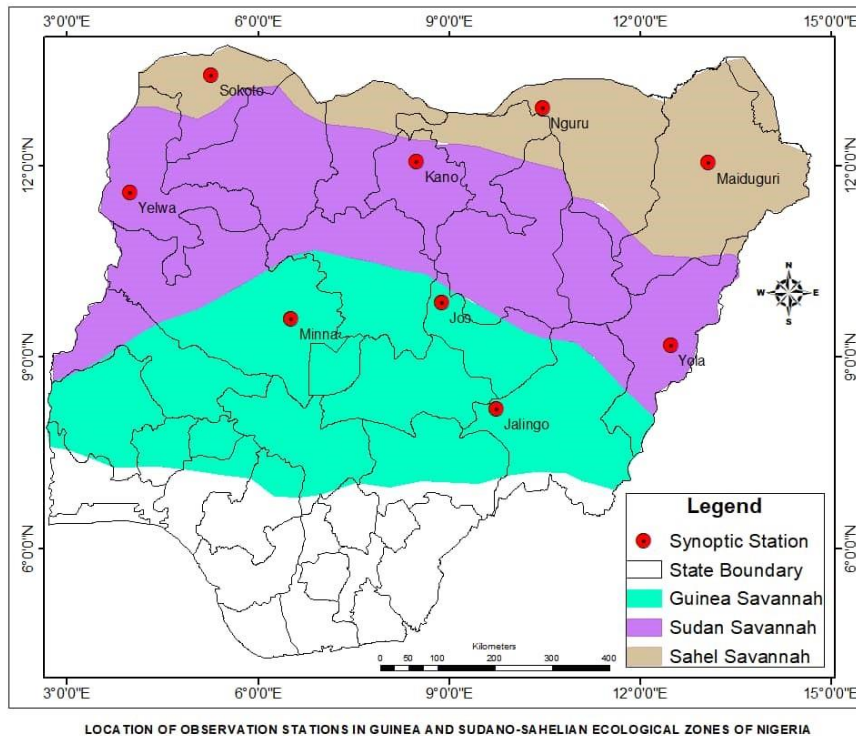 3°0'0"E 6°0'0"E 9°0'0"E 12°0'0"E 15°0'0"E
12°0'0"N
9°0'0"N
6°0'0"N
Sokoto
Nguru
Kano
Maiduguri
12°0'0"N
Yelwa
N
W E
S
Jos
Minna
Yola
9°0'0"N
Jalingo
Legend
Synoptic Station
State Boundary
Guinea Savannah
Sudan Savannah
Sahel Savannah
6°0'0"N
Kilometers
0 50 100 200 300 400
3°0'0"E 6°0'0"E 9°0'0"E 12°0'0"E 15°0'0"E
LOCATION OF OBSERVATION STATIONS IN GUINEA AND SUDANO-SAHELIAN ECOLOGICAL ZONES OF NIGERIA